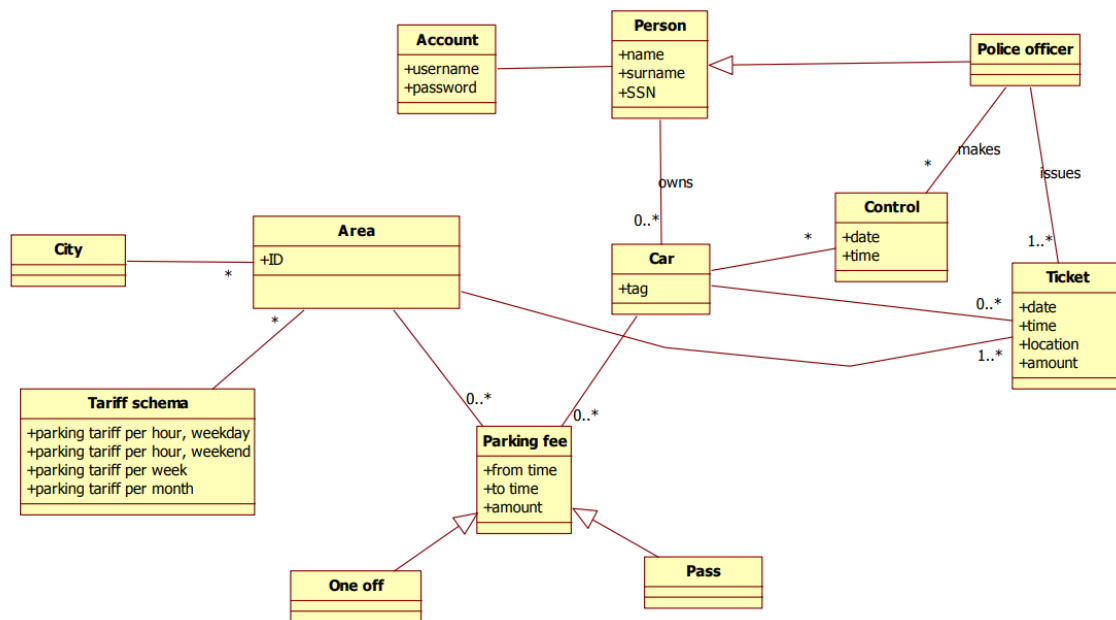 Person
+name
+surname
+SSN
Account
+username
+password
Police officer
makes
issues
*
owns
0..*
Control
+date
+time
*
1..*
City
*
Area
+ID
*
Car
+tag
0..*
1..*
Ticket
+date
+time
+location
+amount
Tariff schema
+parking tariff per hour, weekday
+parking tariff per hour, weekend
+parking tariff per week
+parking tariff per month
0..*
0..*
Parking fee
+from time
+to time
+amount
One off
Pass